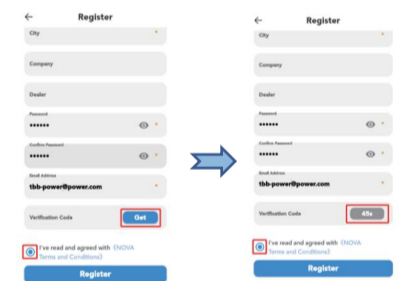 Register
City *
Company
Dealer
Password
•••••• *
Confirm Password
•••••• *
Email Address
tbb-power@power.com *
Verification Code Get
I've read and agreed with 《NOVA
Terms and Conditions》
Register
Register
City *
Company
Dealer
Password
•••••• *
Confirm Password
•••••• *
Email Address
tbb-power@power.com *
Verification Code 45s
I've read and agreed with 《NOVA
Terms and Conditions》
Register